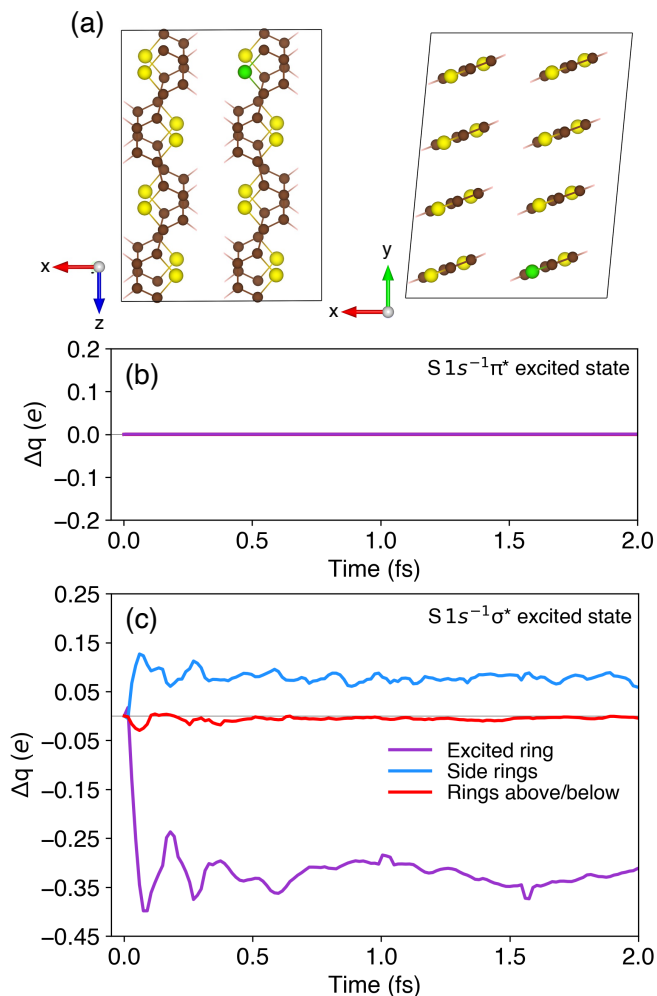 (a)
x
z
y
x
(b)
S 1s⁻¹π* excited state
Δq (e)
0.2
0.1
0.0
−0.1
−0.2
0.0 0.5 1.0 1.5 2.0
Time (fs)
(c)
S 1s⁻¹σ* excited state
Δq (e)
0.25
0.15
0.05
−0.05
−0.15
−0.25
−0.35
−0.45
Excited ring
Side rings
Rings above/below
0.0 0.5 1.0 1.5 2.0
Time (fs)